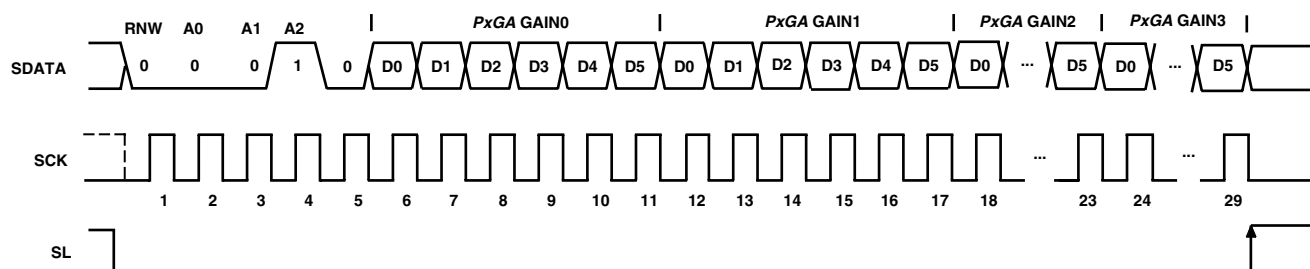 PxGA GAIN0 PxGA GAIN1 PxGA GAIN2 PxGA GAIN3
RNW A0 A1 A2
SDATA 0 0 0 1 0 D0 D1 D2 D3 D4 D5 D0 D1 D2 D3 D4 D5 D0 ... D5 D0 ... D5
SCK ... ...
1 2 3 4 5 6 7 8 9 10 11 12 13 14 15 16 17 18 23 24 29
SL